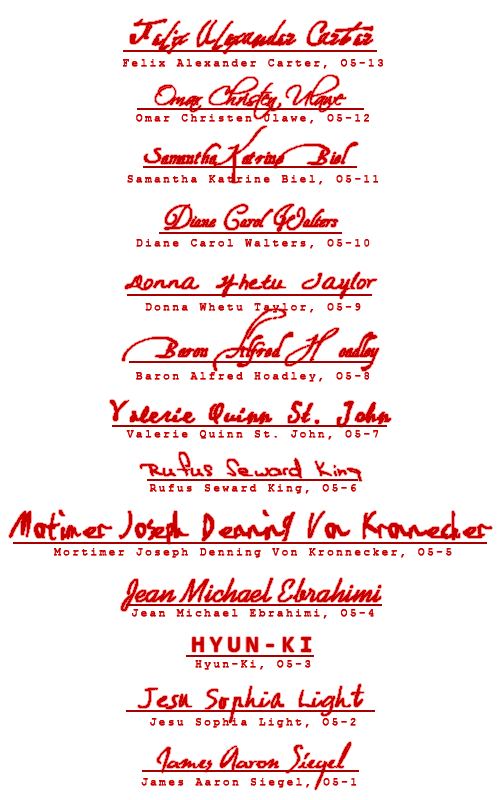 Felix Alexander Carter
Felix Alexander Carter, O5-13
Omar Christen Ulawe
Omar Christen Ulawe, O5-12
Samantha Katrine Biel
Samantha Katrine Biel, O5-11
Diane Carol Walters
Diane Carol Walters, O5-10
Donna Whetu Taylor
Donna Whetu Taylor, O5-9
Baron Alfred Hoadley
Baron Alfred Hoadley, O5-8
Valerie Quinn St. John
Valerie Quinn St. John, O5-7
Rufus Seward King
Rufus Seward King, O5-6
Mortimer Joseph Denning Von Kronnecker
Mortimer Joseph Denning Von Kronnecker, O5-5
Jean Michael Ebrahimi
Jean Michael Ebrahimi, O5-4
HYUN-KI
Hyun-Ki, O5-3
Jesu Sophia Light
Jesu Sophia Light, O5-2
James Aaron Siegel
James Aaron Siegel, O5-1